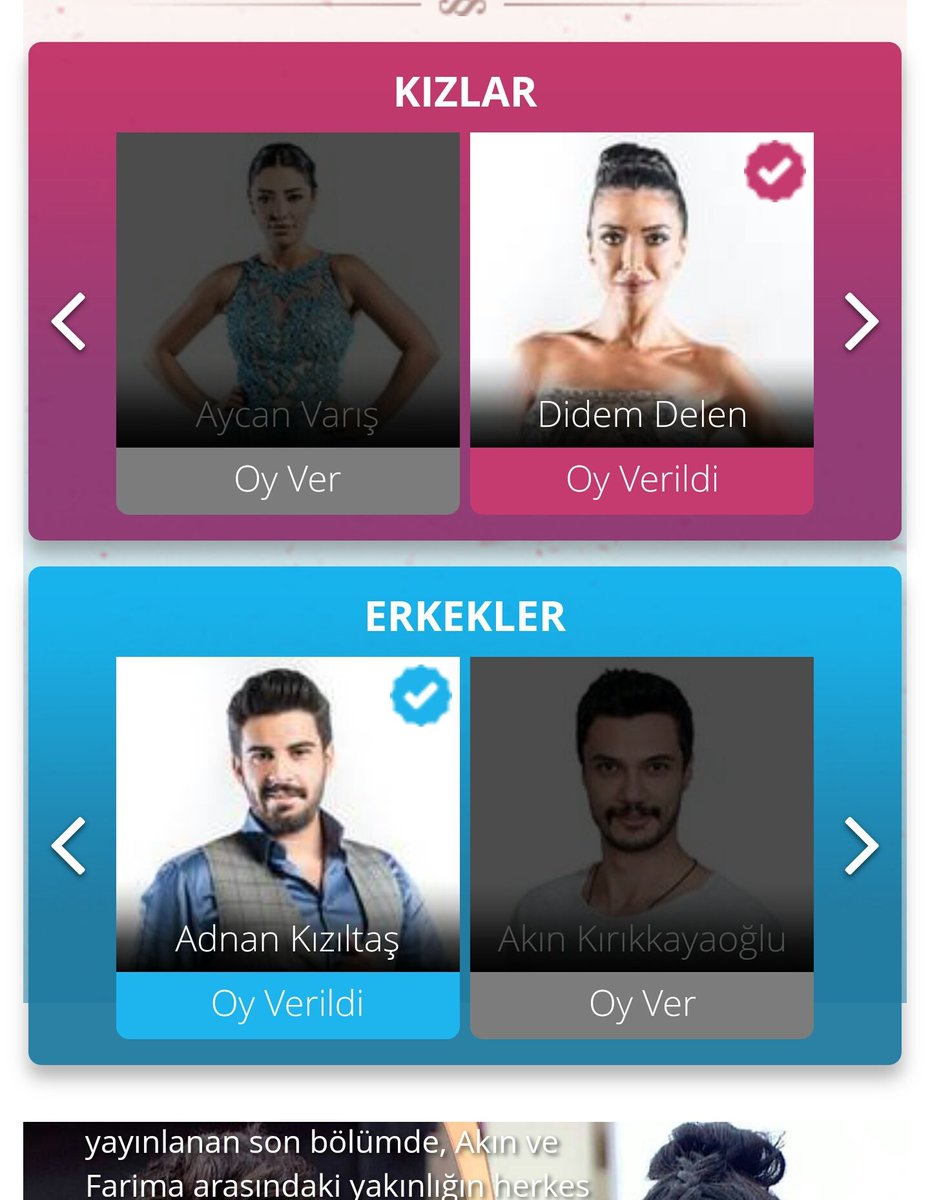 KIZLAR
Aycan Varış
Didem Delen
Oy Ver
Oy Verildi
ERKEKLER
Adnan Kızıltaş
Akın Kırıkkayaoğlu
Oy Verildi
Oy Ver
yayınlanan son bölümde, Akın ve
Farima arasındaki yakınlığın herkes